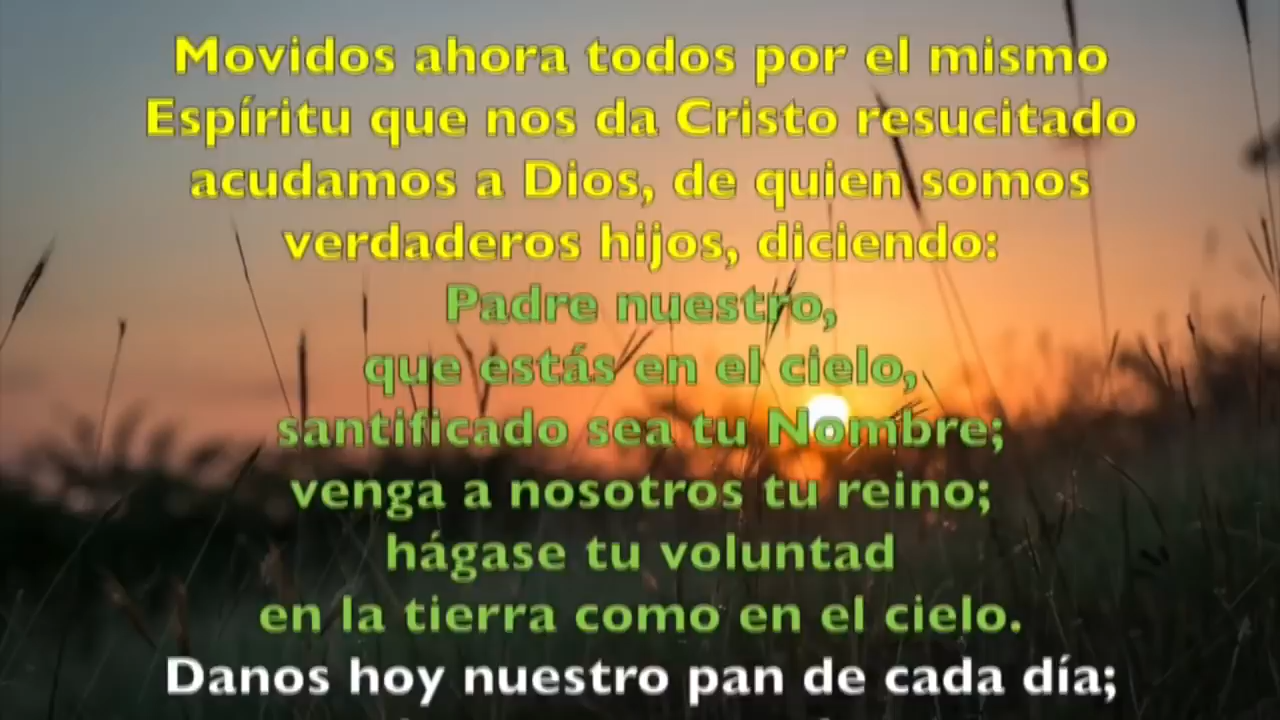 Movidos ahora todos por el mismo
Espíritu que nos da Cristo resucitado
acudamos a Dios, de quien somos
verdaderos hijos, diciendo:
Padre nuestro,
que estás en el cielo,
santificado sea tu Nombre;
venga a nosotros tu reino;
hágase tu voluntad
en la tierra como en el cielo.
Danos hoy nuestro pan de cada día;